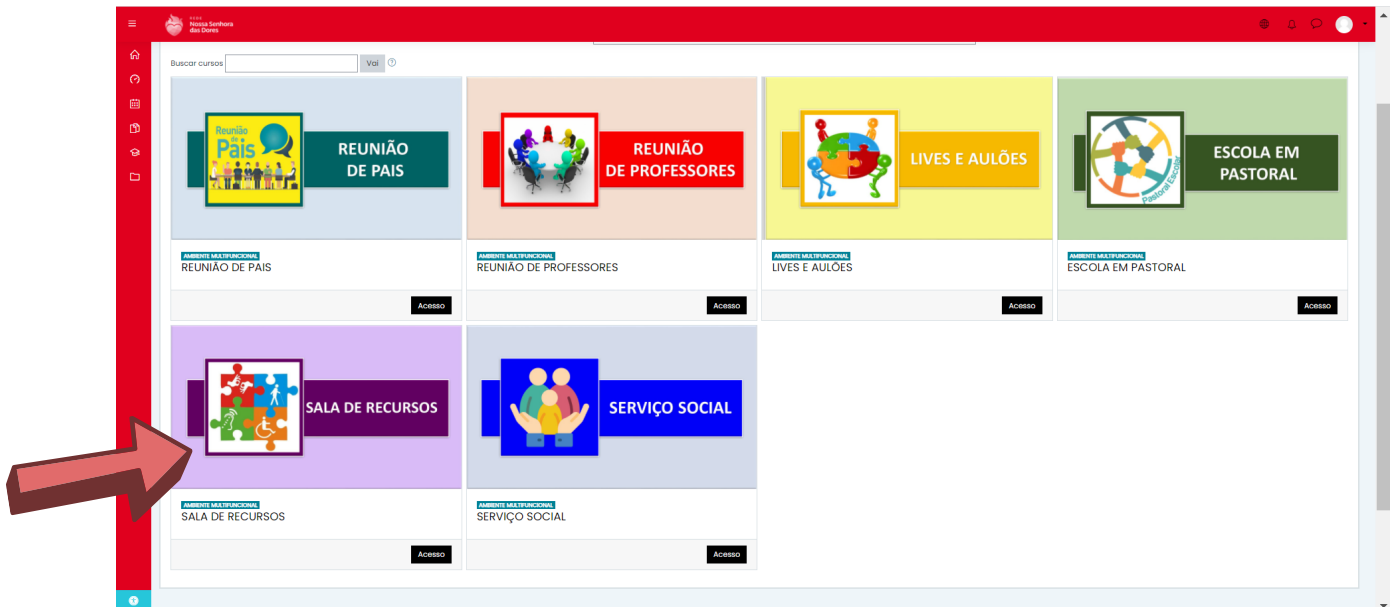 REDE
Nossa Senhora
das Dores
Buscar cursos
Vai
Reunião
de
Pais
REUNIÃO
DE PAIS
REUNIÃO
DE PROFESSORES
LIVES E AULÕES
Pastoral Escolar
ESCOLA EM
PASTORAL
AMBIENTE MULTIFUNCIONAL
REUNIÃO DE PAIS
AMBIENTE MULTIFUNCIONAL
REUNIÃO DE PROFESSORES
AMBIENTE MULTIFUNCIONAL
LIVES E AULÕES
AMBIENTE MULTIFUNCIONAL
ESCOLA EM PASTORAL
Acesso
Acesso
Acesso
Acesso
SALA DE RECURSOS
SERVIÇO SOCIAL
AMBIENTE MULTIFUNCIONAL
SALA DE RECURSOS
AMBIENTE MULTIFUNCIONAL
SERVIÇO SOCIAL
Acesso
Acesso